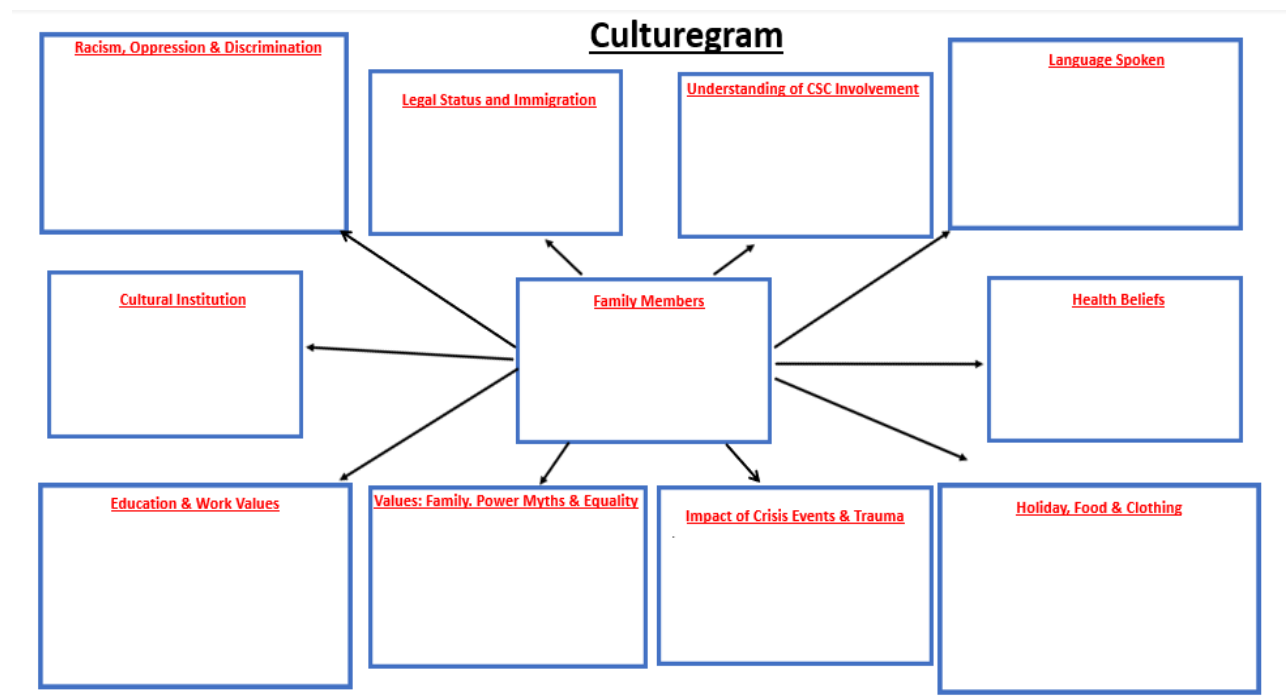 Culturegram
Racism, Oppression & Discrimination
Legal Status and Immigration
Understanding of CSC Involvement
Language Spoken
Cultural Institution
Family Members
Health Beliefs
Education & Work Values
Values: Family. Power Myths & Equality
Impact of Crisis Events & Trauma
Holiday, Food & Clothing